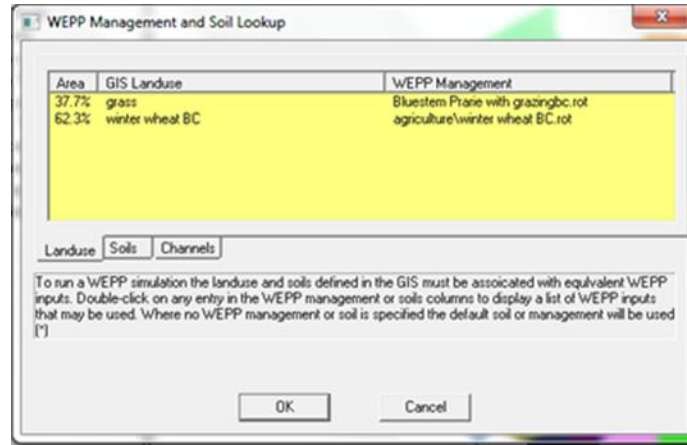 WEPP Management and Soil Lookup
Area GIS Landuse WEPP Management
37.7% grass Bluestem Prarie with grazingbc.rot
62.3% winter wheat BC agriculture\winter wheat BC.rot
Landuse Soils Channels
To run a WEPP simulation the landuse and soils defined in the GIS must be assoicated with equivalent WEPP
inputs. Double-click on any entry in the WEPP management or soils columns to display a list of WEPP inputs
that may be used. Where no WEPP management or soil is specified the default soil or management will be used
(*)
OK Cancel